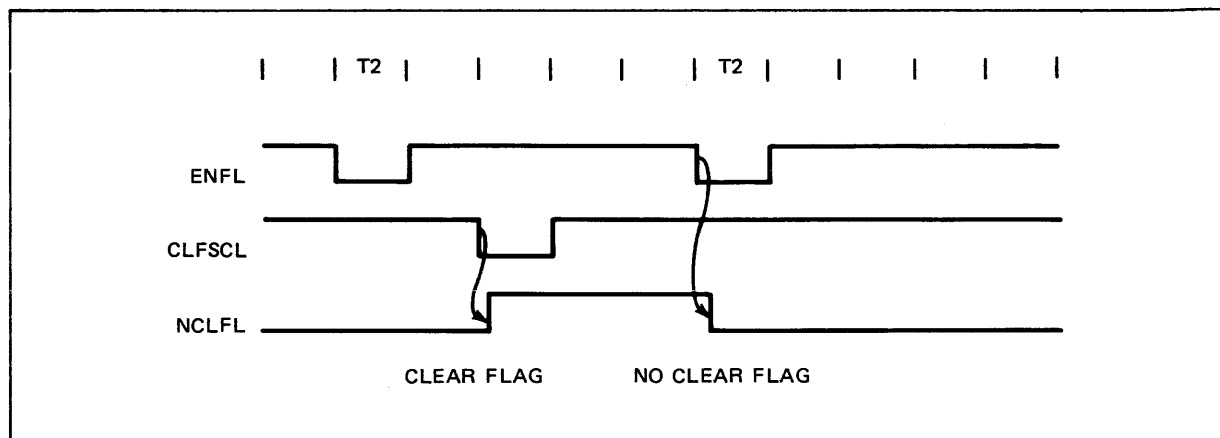 T2 T2
ENFL
CLFSCL
NCLFL
CLEAR FLAG NO CLEAR FLAG